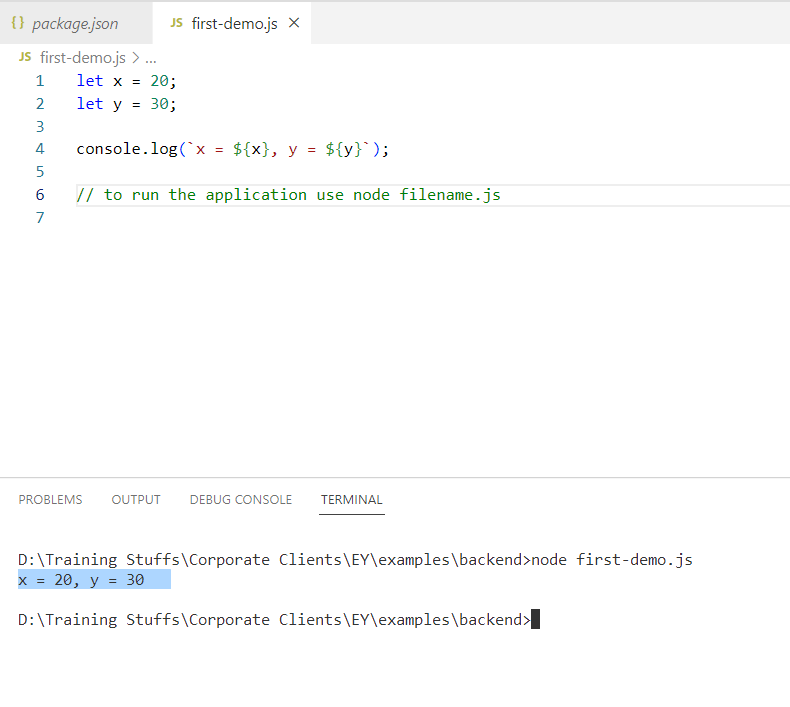 {} package.json JS first-demo.js ×
JS first-demo.js > ...
1 let x = 20;
2 let y = 30;
3
4 console.log(`x = ${x}, y = ${y}`);
5
6 // to run the application use node filename.js
7
PROBLEMS OUTPUT DEBUG CONSOLE TERMINAL
D:\Training Stuffs\Corporate Clients\EY\examples\backend>node first-demo.js
x = 20, y = 30
D:\Training Stuffs\Corporate Clients\EY\examples\backend>